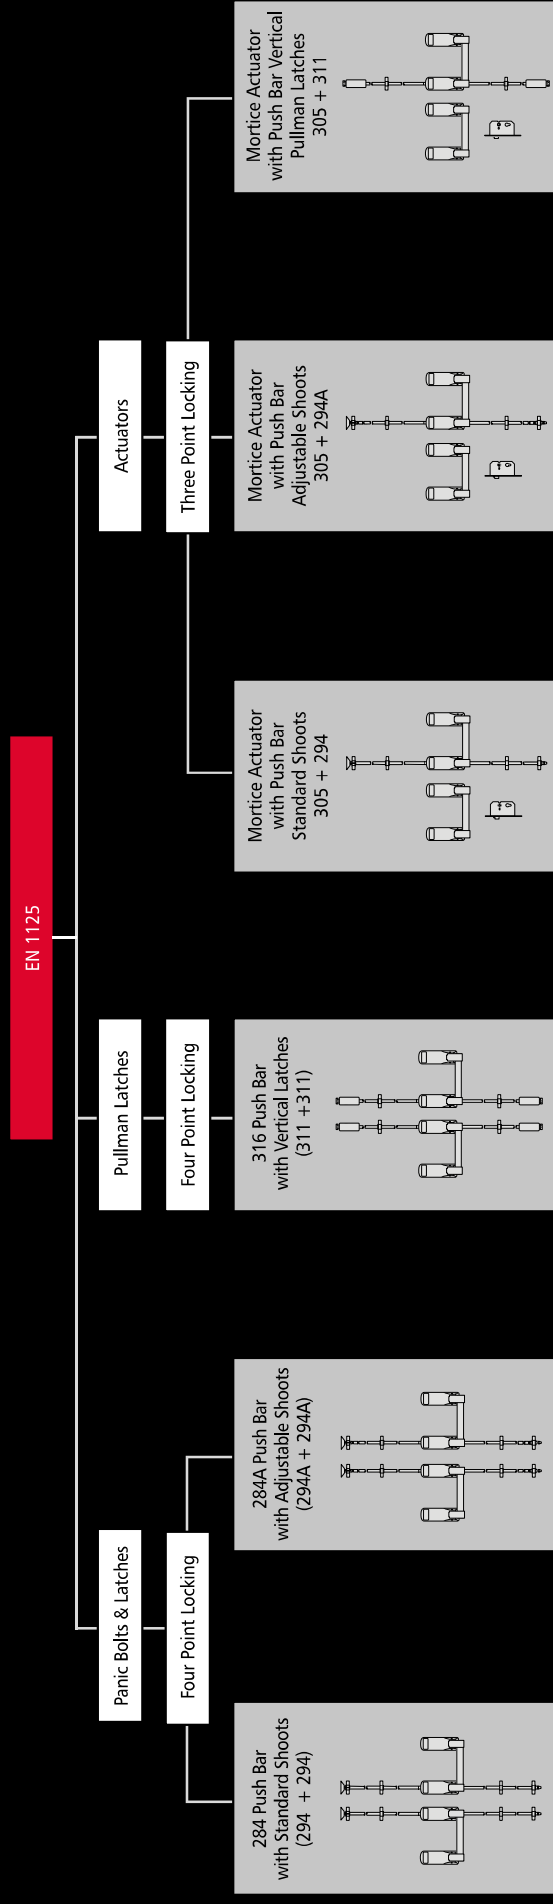 EN 1125
Panic Bolts & Latches
Pullman Latches
Actuators
Four Point Locking
Four Point Locking
Three Point Locking
284 Push Bar
with Standard Shoots
(294 + 294)
284A Push Bar
with Adjustable Shoots
(294A + 294A)
316 Push Bar
with Vertical Latches
(311 +311)
Mortice Actuator
with Push Bar
Standard Shoots
305 + 294
Mortice Actuator
with Push Bar
Adjustable Shoots
305 + 294A
Mortice Actuator
with Push Bar Vertical
Pullman Latches
305 + 311